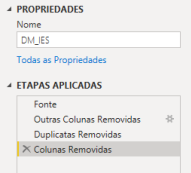 PROPRIEDADES
Nome
DM_IES
Todas as Propriedades
ETAPAS APLICADAS
Fonte
Outras Colunas Removidas
Duplicatas Removidas
Colunas Removidas